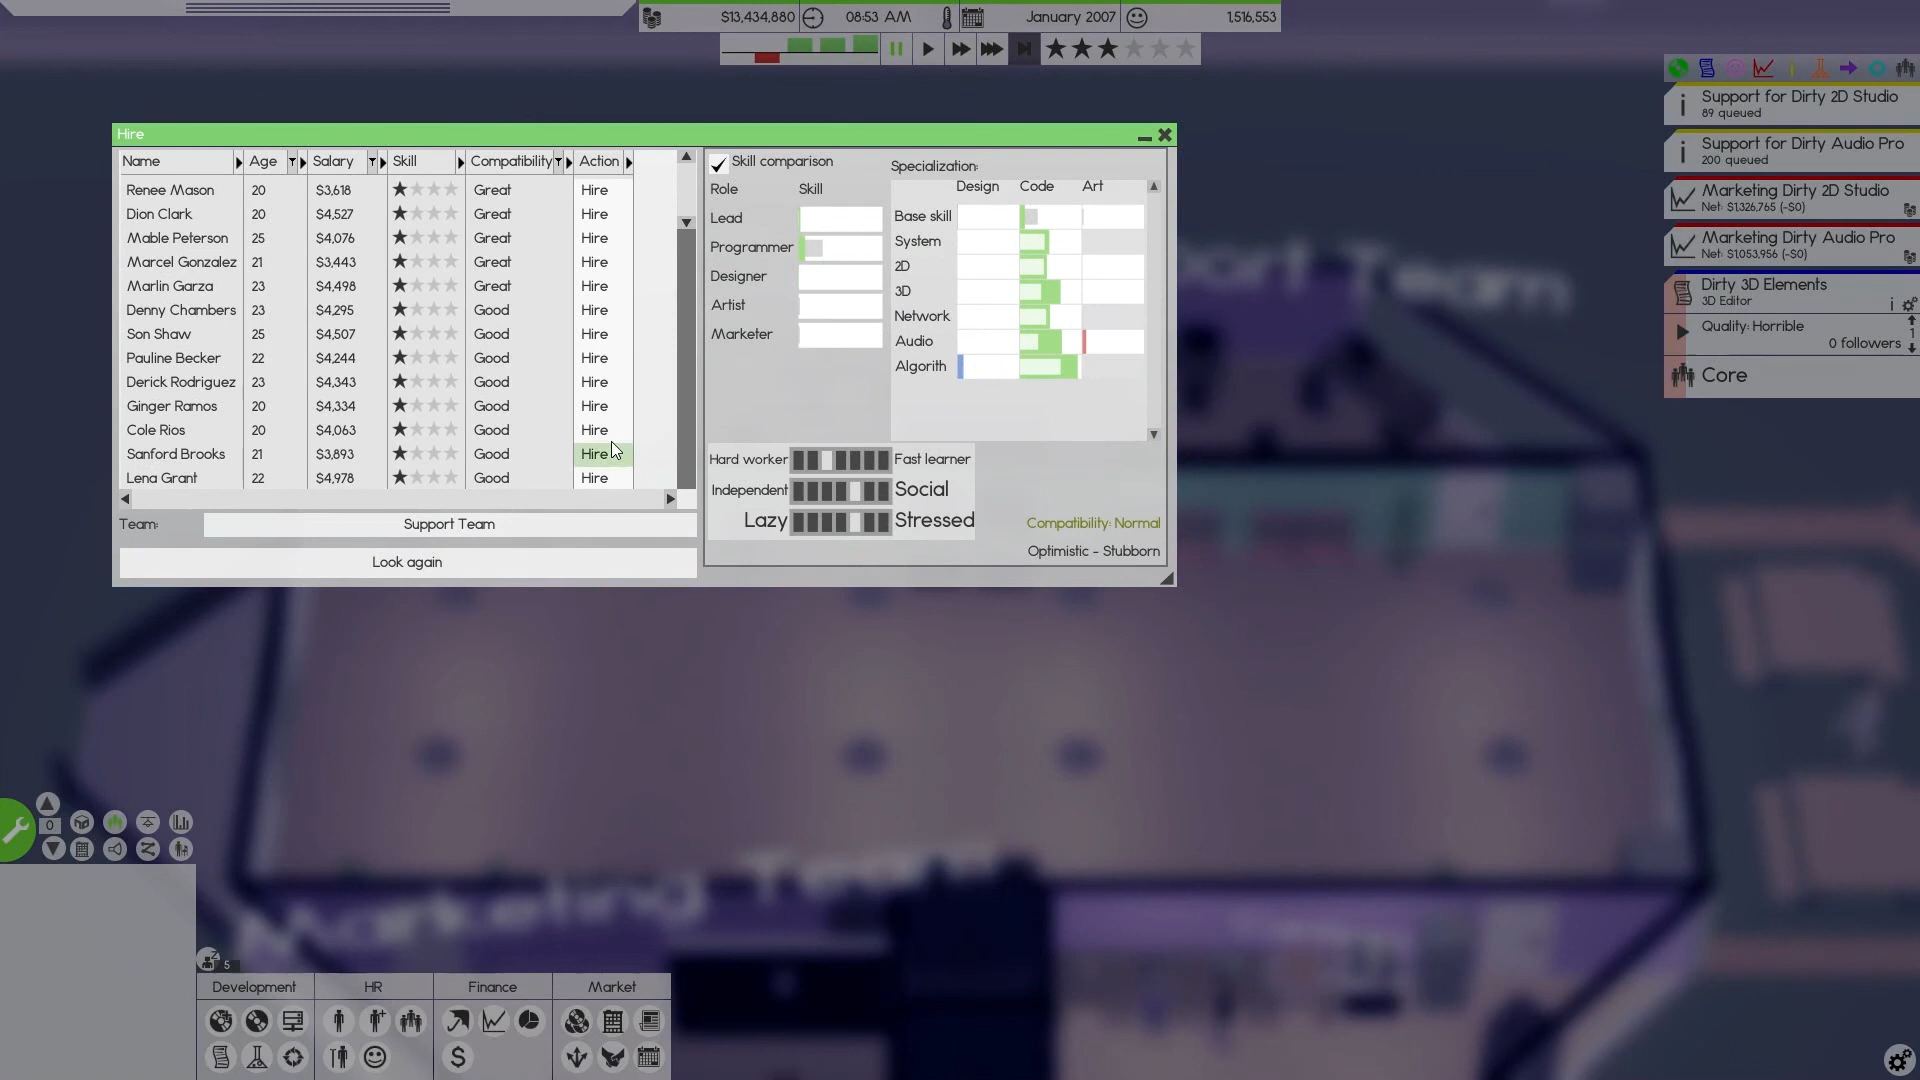 $13,434,880 08:53 AM January 2007 1,516,553
Hire
Name Age Salary Skill Compatibility Action
Renee Mason 20 $3,618 Great Hire
Dion Clark 20 $4,527 Great Hire
Mable Peterson 25 $4,076 Great Hire
Marcel Gonzalez 21 $3,443 Great Hire
Marlin Garza 23 $4,498 Great Hire
Denny Chambers 23 $4,295 Good Hire
Son Shaw 25 $4,507 Good Hire
Pauline Becker 22 $4,244 Good Hire
Derick Rodriguez 23 $4,343 Good Hire
Ginger Ramos 20 $4,334 Good Hire
Cole Rios 20 $4,063 Good Hire
Sanford Brooks 21 $3,893 Good Hire
Lena Grant 22 $4,978 Good Hire
Team: Support Team
Look again
Skill comparison
Role Skill
Lead
Programmer
Designer
Artist
Marketer
Specialization:
Design Code Art
Base skill
System
2D
3D
Network
Audio
Algorith
Hard worker Fast learner
Independent Social
Lazy Stressed
Compatibility: Normal
Optimistic - Stubborn
Support for Dirty 2D Studio
89 queued
Support for Dirty Audio Pro
200 queued
Marketing Dirty 2D Studio
Net: $1,326,765 (-$0)
Marketing Dirty Audio Pro
Net: $1,053,956 (-$0)
Dirty 3D Elements
3D Editor
Quality: Horrible
1
0 followers
Core
port Team
Marketing Team
0
5
Development HR Finance Market